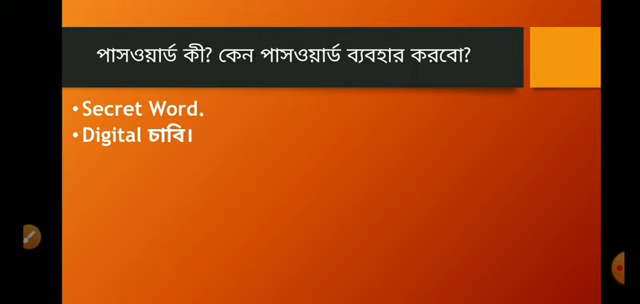 পাসওয়ার্ড কী? কেন পাসওয়ার্ড ব্যবহার করবো?
• Secret Word.
• Digital চাবি।